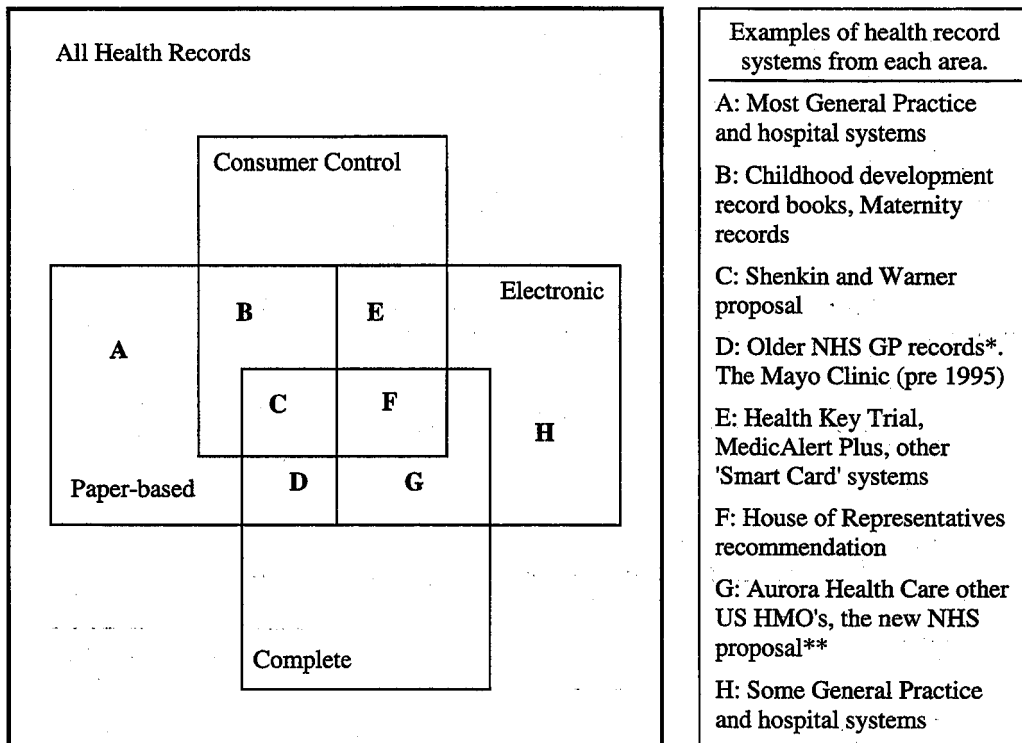 All Health Records
Consumer Control
B
E
Electronic
A
C
F
H
Paper-based
D
G
Complete
Examples of health record
systems from each area.
A: Most General Practice
and hospital systems
B: Childhood development
record books, Maternity
records
C: Shenkin and Warner
proposal
D: Older NHS GP records*.
The Mayo Clinic (pre 1995)
E: Health Key Trial,
MedicAlert Plus, other
'Smart Card' systems
F: House of Representatives
recommendation
G: Aurora Health Care other
US HMO's, the new NHS
proposal**
H: Some General Practice
and hospital systems